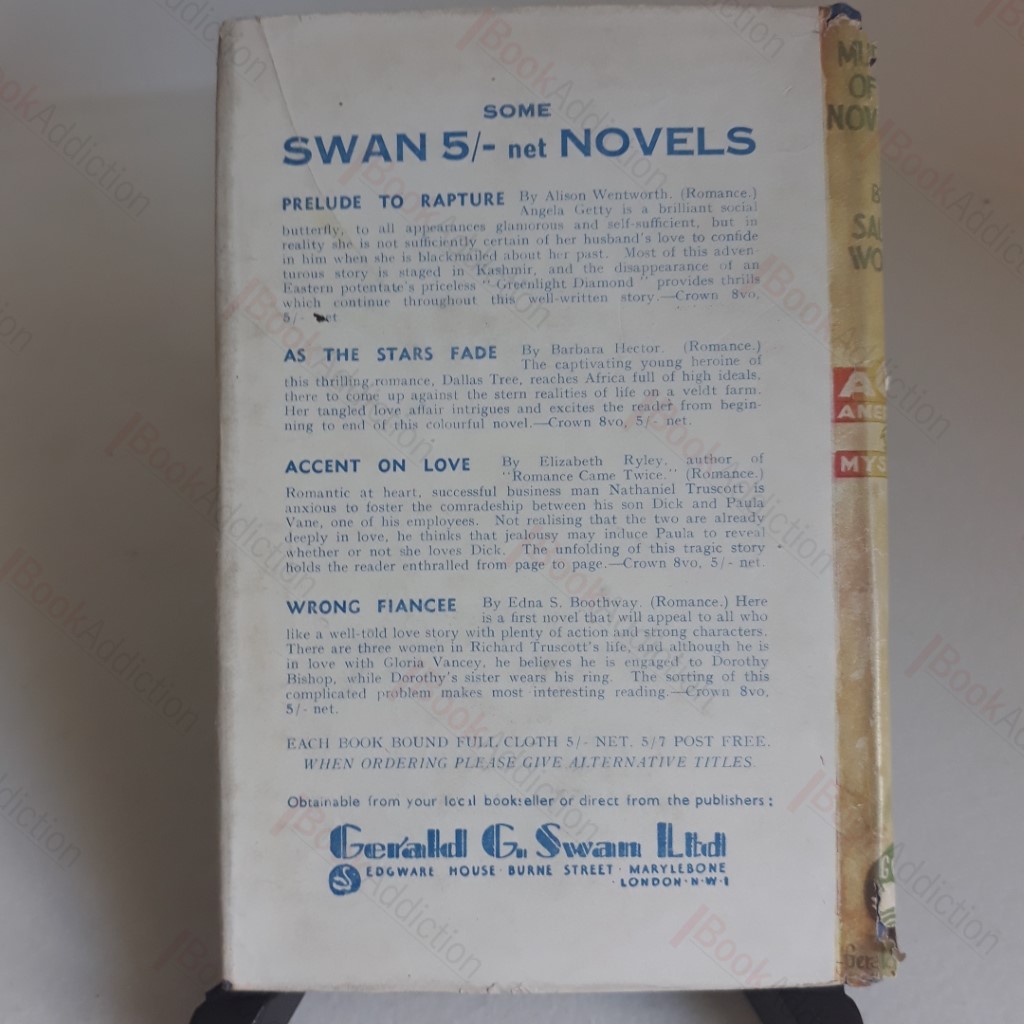 SOME
SWAN 5/- net NOVELS
PRELUDE TO RAPTURE By Alison Wentworth. (Romance.)
Angela Getty is a brilliant social
butterfly, to all appearances glamorous and self-sufficient, but in
reality she is not sufficiently certain of her husband's love to confide
in him when she is blackmailed about her past. Most of this adven-
turous story is staged in Kashmir, and the disappearance of an
Eastern potentate's priceless "Greenlight Diamond" provides thrills
which continue throughout this well-written story.—Crown 8vo,
5/- net
AS THE STARS FADE By Barbara Hector. (Romance.)
The captivating young heroine of
this thrilling romance, Dallas Tree, reaches Africa full of high ideals,
there to come up against the stern realities of life on a veldt farm.
Her tangled love affair intrigues and excites the reader from begin-
ning to end of this colourful novel.—Crown 8vo, 5/- net.
ACCENT ON LOVE By Elizabeth Ryley, author of
"Romance Came Twice." (Romance.)
Romantic at heart, successful business man Nathaniel Truscott is
anxious to foster the comradeship between his son Dick and Paula
Vane, one of his employees. Not realising that the two are already
deeply in love, he thinks that jealousy may induce Paula to reveal
whether or not she loves Dick. The unfolding of this tragic story
holds the reader enthralled from page to page.—Crown 8vo, 5/- net.
WRONG FIANCEE By Edna S. Boothway. (Romance.) Here
is a first novel that will appeal to all who
like a well-told love story with plenty of action and strong characters.
There are three women in Richard Truscott's life, and although he is
in love with Gloria Vancey, he believes he is engaged to Dorothy
Bishop, while Dorothy's sister wears his ring. The sorting of this
complicated problem makes most interesting reading.—Crown 8vo,
5/- net.
EACH BOOK BOUND FULL CLOTH 5/- NET. 5/7 POST FREE.
WHEN ORDERING PLEASE GIVE ALTERNATIVE TITLES.
Obtainable from your local bookseller or direct from the publishers:
Gerald G. Swan Ltd
EDGWARE HOUSE · BURNE STREET · MARYLEBONE
· LONDON · N·W·1
OF
BookAddiction